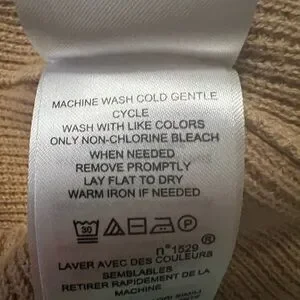 MACHINE WASH COLD GENTLE
CYCLE
WASH WITH LIKE COLORS
ONLY NON-CHLORINE BLEACH
WHEN NEEDED
REMOVE PROMPTLY
LAY FLAT TO DRY
WARM IRON IF NEEDED
30 P
n°1529 ®
LAVER AVEC DES COULEURS
SEMBLABLES
RETIRER RAPIDEMENT DE LA
MACHINE